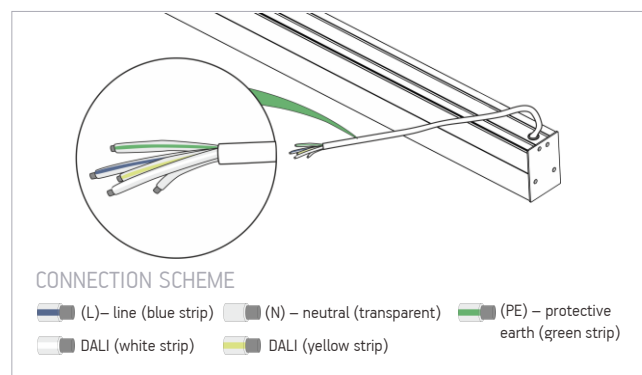 CONNECTION SCHEME
(L)– line (blue strip)
(N) – neutral (transparent)
(PE) – protective
earth (green strip)
DALI (white strip)
DALI (yellow strip)